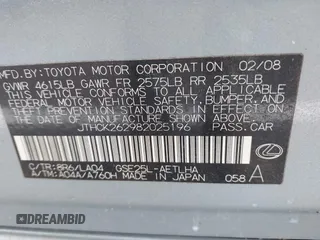 MFD.BY:TOYOTA MOTOR CORPORATION 02/08
GVWR 4615LB GAWR FR 2575LB RR 2535LB
THIS VEHICLE CONFORMS TO ALL APPLICABLE
FEDERAL MOTOR VEHICLE SAFETY, BUMPER, AND
THEFT PREVENTION STANDARDS IN EFFECT ON
THE DATE OF MANUFACTURE SHOWN ABOVE.
JTHCK262982025196 PASS.CAR
C/TR:8R6/LA04 GSE25L-AETLHA
A/TM:A04A/A760H MADE IN JAPAN 058 A